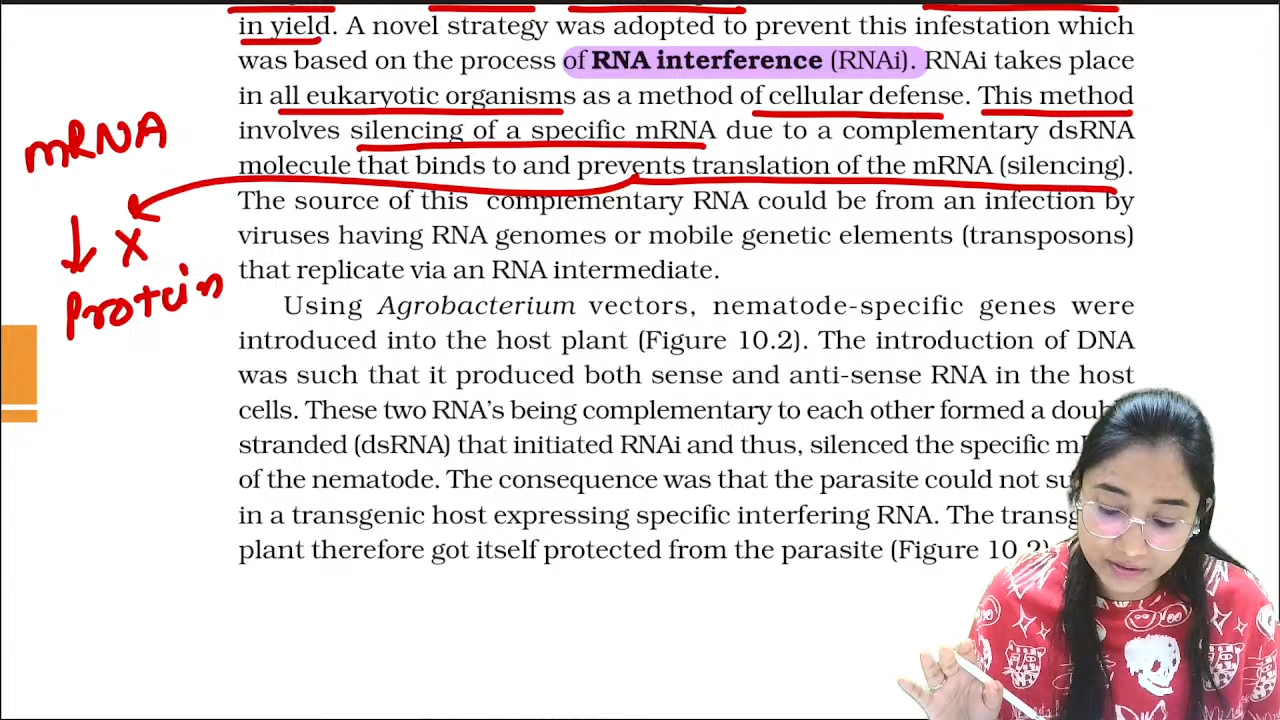 in yield. A novel strategy was adopted to prevent this infestation which
was based on the process of RNA interference (RNAi). RNAi takes place
in all eukaryotic organisms as a method of cellular defense. This method
involves silencing of a specific mRNA due to a complementary dsRNA
molecule that binds to and prevents translation of the mRNA (silencing).
The source of this complementary RNA could be from an infection by
viruses having RNA genomes or mobile genetic elements (transposons)
that replicate via an RNA intermediate.
Using Agrobacterium vectors, nematode-specific genes were
introduced into the host plant (Figure 10.2). The introduction of DNA
was such that it produced both sense and anti-sense RNA in the host
cells. These two RNA's being complementary to each other formed a
stranded (dsRNA) that initiated RNAi and thus, silenced the specific
of the nematode. The consequence was that the parasite could not
in a transgenic host expressing specific interfering RNA. The
plant therefore got itself protected from the parasite (Figure 10.2)
mRNA
↓ X
Protein